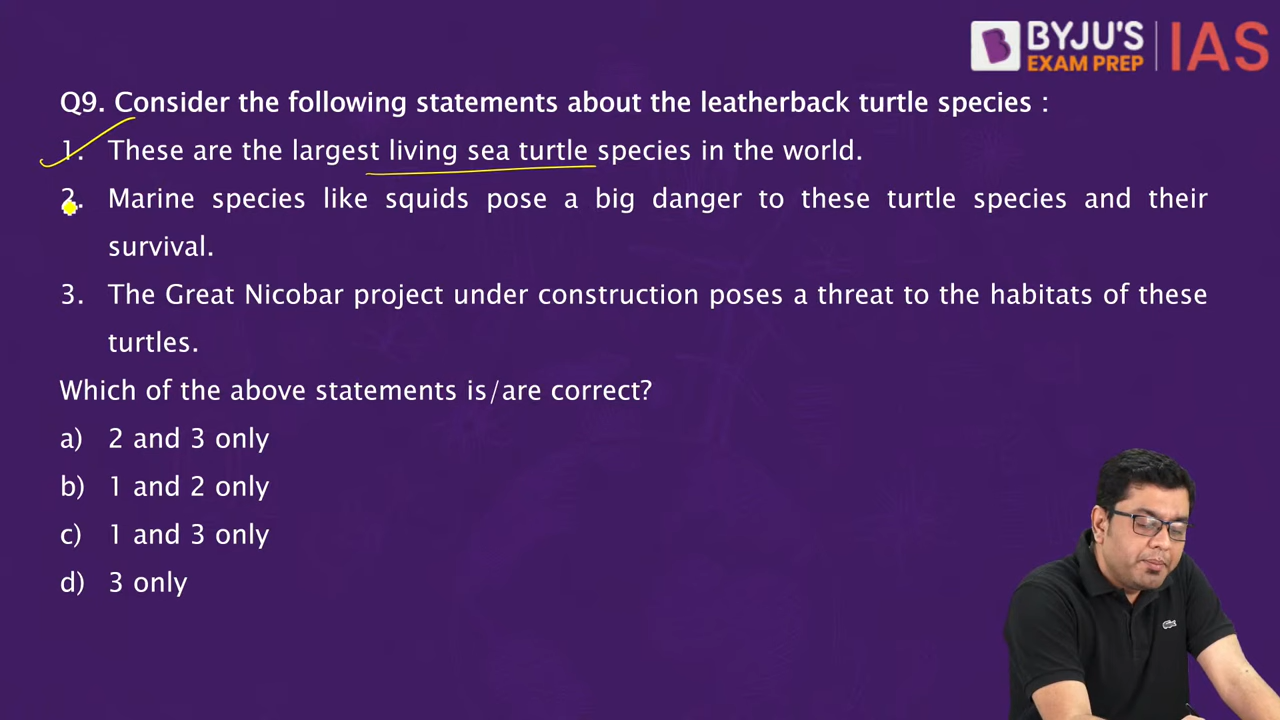 BYJU'S
EXAM PREP
IAS
Q9. Consider the following statements about the leatherback turtle species :
1. These are the largest living sea turtle species in the world.
2. Marine species like squids pose a big danger to these turtle species and their
survival.
3. The Great Nicobar project under construction poses a threat to the habitats of these
turtles.
Which of the above statements is/are correct?
a) 2 and 3 only
b) 1 and 2 only
c) 1 and 3 only
d) 3 only